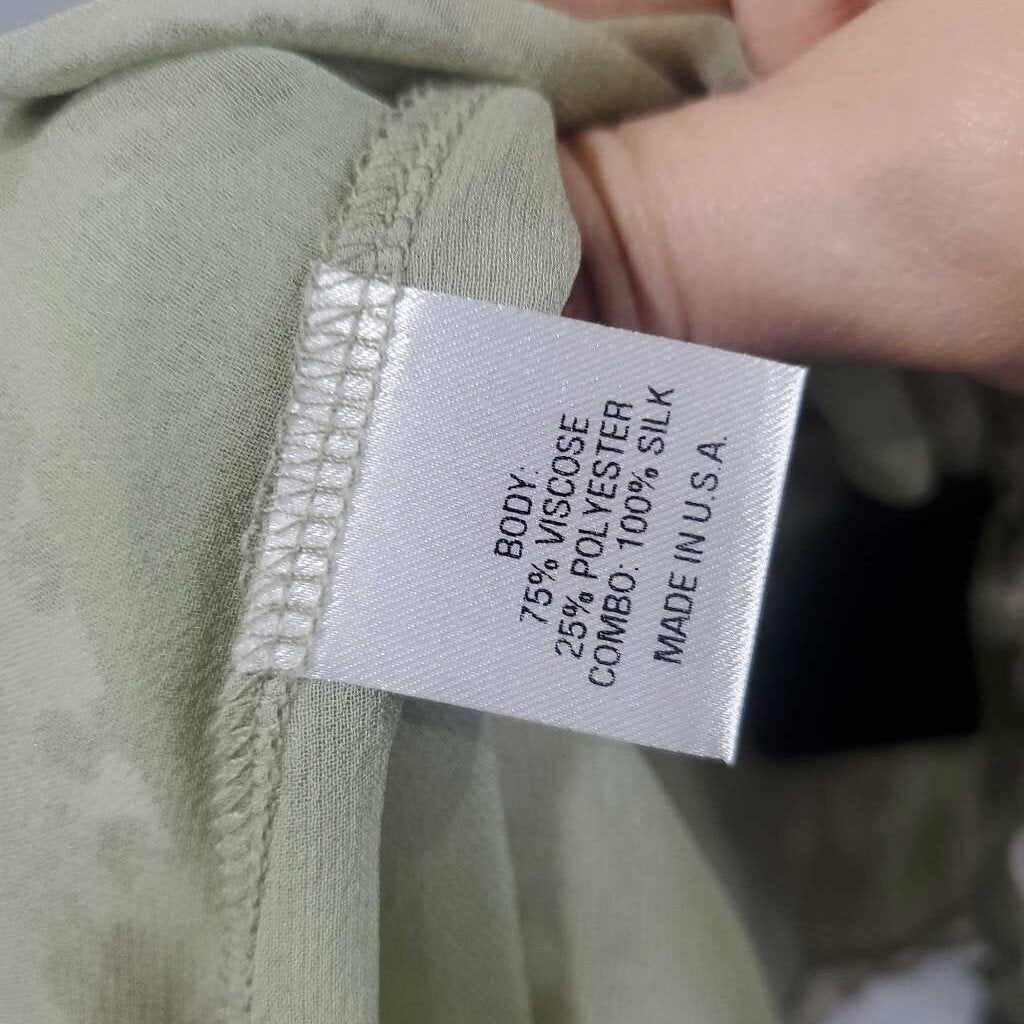 BODY:
75% VISCOSE
25% POLYESTER
COMBO: 100% SILK
MADE IN U.S.A.